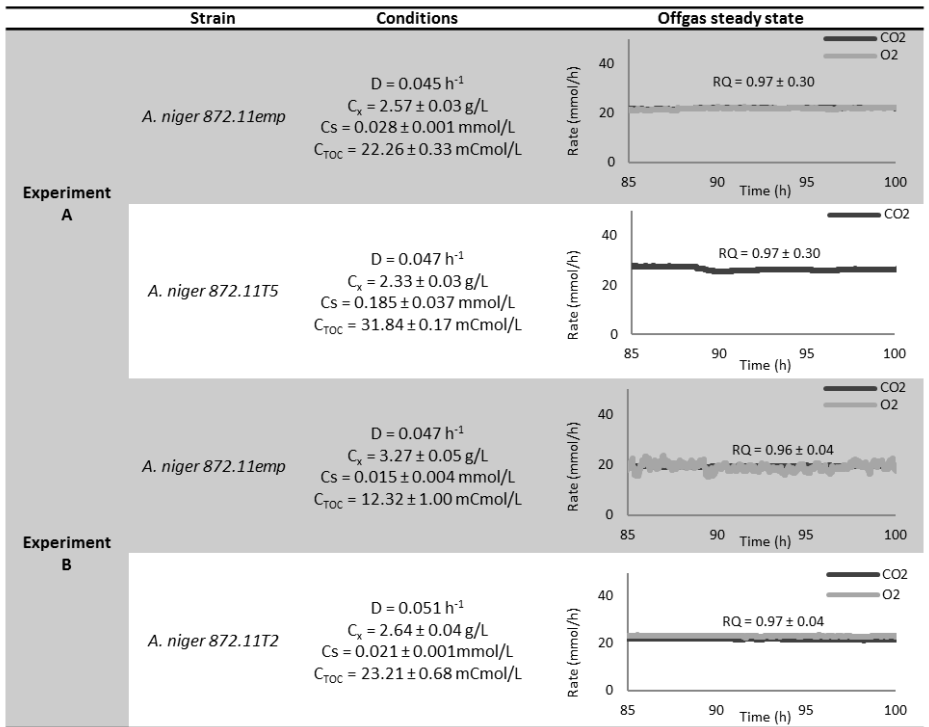 Strain Conditions Offgas steady state
Experiment
A
A. niger 872.11emp
D = 0.045 h⁻¹
Cₓ = 2.57 ± 0.03 g/L
Cs = 0.028 ± 0.001 mmol/L
C_TOC = 22.26 ± 0.33 mCmol/L
CO2
O2
RQ = 0.97 ± 0.30
Rate (mmol/h)
40
20
0
85 90 95 100
Time (h)
A. niger 872.11T5
D = 0.047 h⁻¹
Cₓ = 2.33 ± 0.03 g/L
Cs = 0.185 ± 0.037 mmol/L
C_TOC = 31.84 ± 0.17 mCmol/L
CO2
RQ = 0.97 ± 0.30
Rate (mmol/h)
40
20
0
85 90 95 100
Time (h)
Experiment
B
A. niger 872.11emp
D = 0.047 h⁻¹
Cₓ = 3.27 ± 0.05 g/L
Cs = 0.015 ± 0.004 mmol/L
C_TOC = 12.32 ± 1.00 mCmol/L
CO2
O2
RQ = 0.96 ± 0.04
Rate (mmol/h)
40
20
0
85 90 95 100
Time (h)
A. niger 872.11T2
D = 0.051 h⁻¹
Cₓ = 2.64 ± 0.04 g/L
Cs = 0.021 ± 0.001mmol/L
C_TOC = 23.21 ± 0.68 mCmol/L
CO2
O2
RQ = 0.97 ± 0.04
Rate (mmol/h)
40
20
0
85 90 95 100
Time (h)